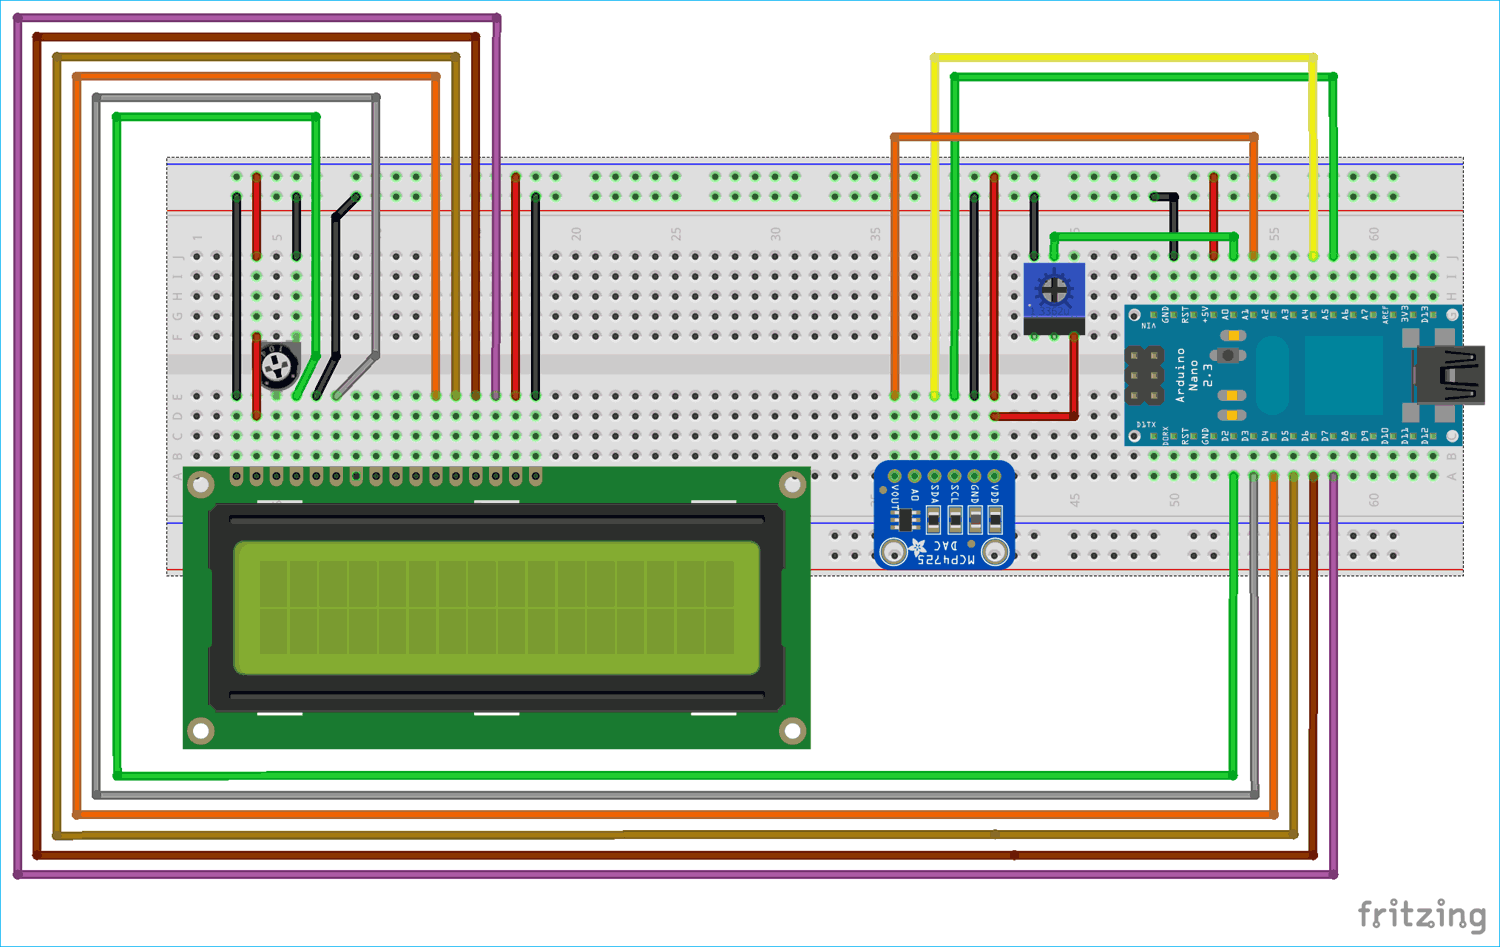 1 5 20 25 30 35 55 60
J J
I I
H H
G
F
VIN GND RST +5V A0 A1 A2 A3 A4 A5 A6 A7 AREF 3V3 D13
Arduino
Nano
2.3
D1TX D0RX RST GND D2 D3 D4 D5 D6 D7 D8 D9 D10 D11 D12
E
D
C
B B
A A
45 50 60
VOUT A0 SDA SCL GND VDD
DAC
MCP4725
fritzing